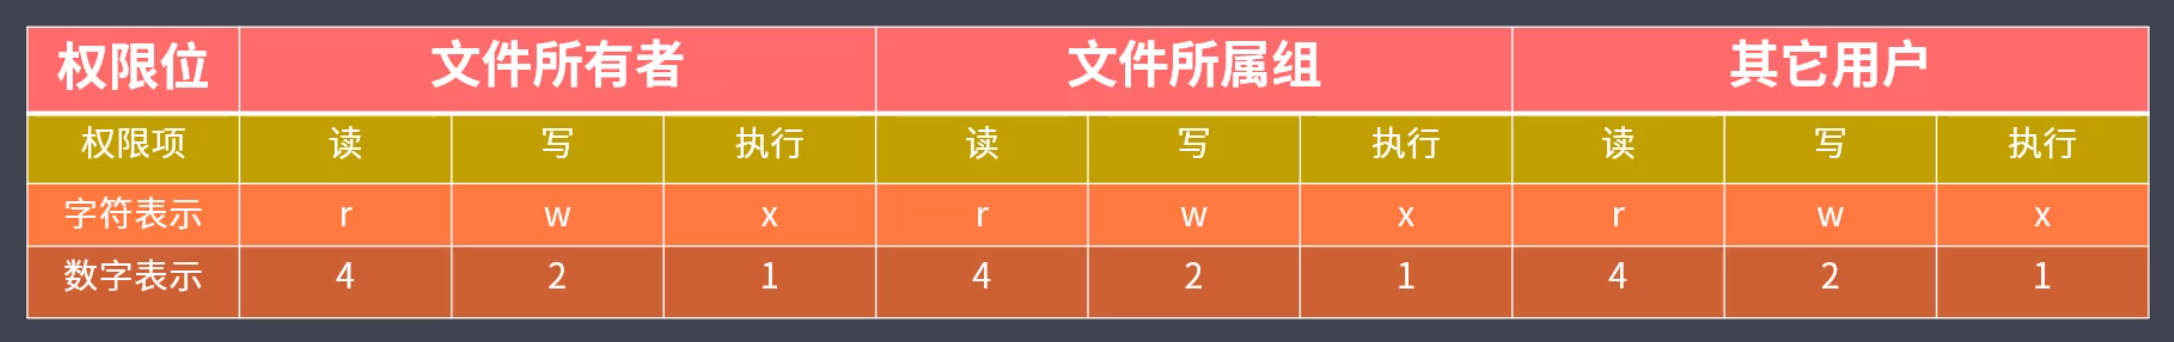 权限位 文件所有者 文件所属组 其它用户
权限项 读 写 执行 读 写 执行 读 写 执行
字符表示 r w x r w x r w x
数字表示 4 2 1 4 2 1 4 2 1